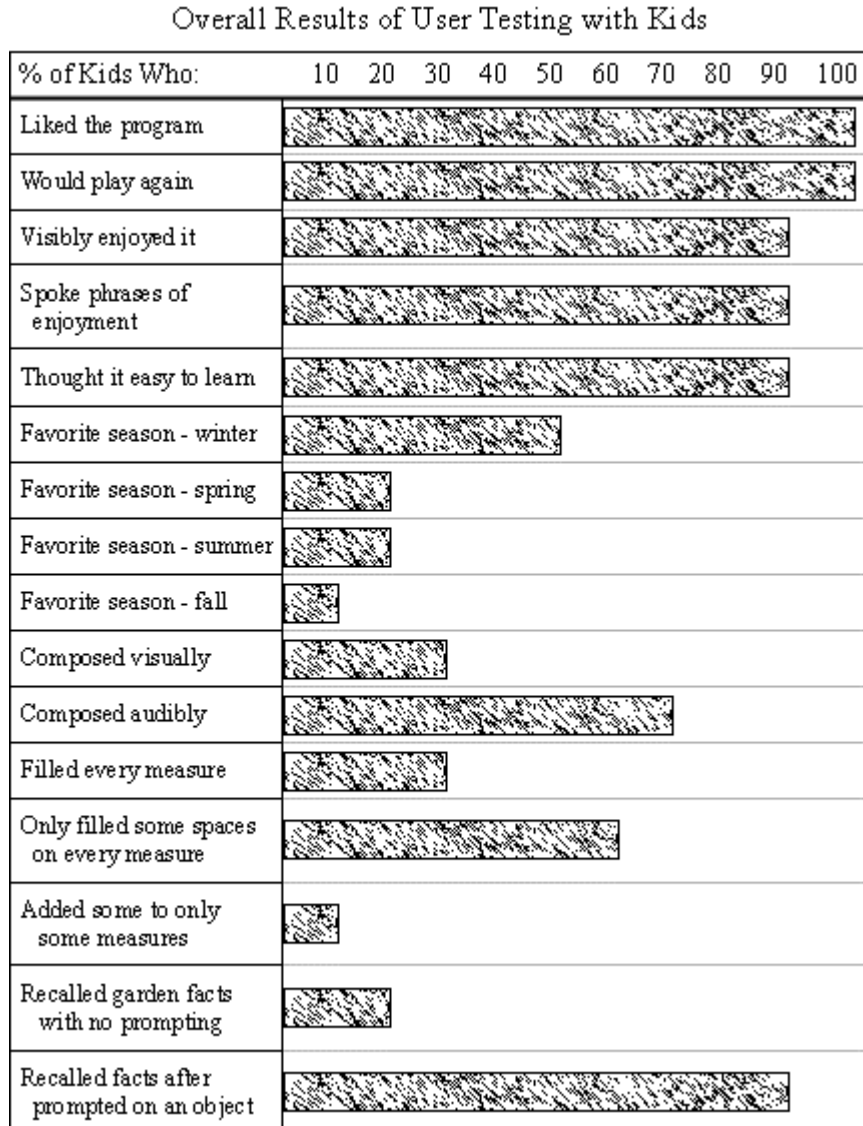 Overall Results of User Testing with Kids
% of Kids Who: 10 20 30 40 50 60 70 80 90 100
Liked the program
Would play again
Visibly enjoyed it
Spoke phrases of
enjoyment
Thought it easy to learn
Favorite season - winter
Favorite season - spring
Favorite season - summer
Favorite season - fall
Composed visually
Composed audibly
Filled every measure
Only filled some spaces
on every measure
Added some to only
some measures
Recalled garden facts
with no prompting
Recalled facts after
prompted on an object